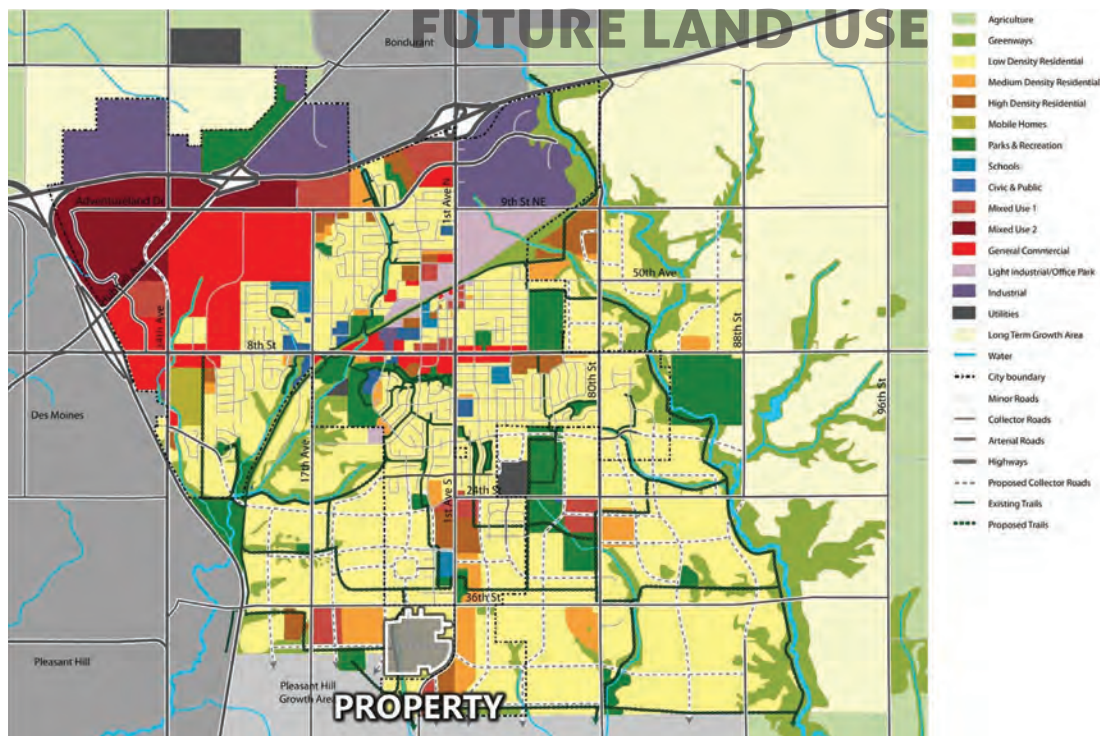 FUTURE LAND USE
Bondurant
Adventureland Dr
1st Ave N
9th St NE
50th Ave
88th St
8th St
80th St
96th St
Des Moines
17th Ave
24th St
1st Ave S
36th St
Pleasant Hill
Pleasant Hill
Growth Area
PROPERTY
Agriculture
Greenways
Low Density Residential
Medium Density Residential
High Density Residential
Mobile Homes
Parks & Recreation
Schools
Civic & Public
Mixed Use 1
Mixed Use 2
General Commercial
Light Industrial/Office Park
Industrial
Utilities
Long Term Growth Area
Water
City boundary
Minor Roads
Collector Roads
Arterial Roads
Highways
Proposed Collector Roads
Existing Trails
Proposed Trails